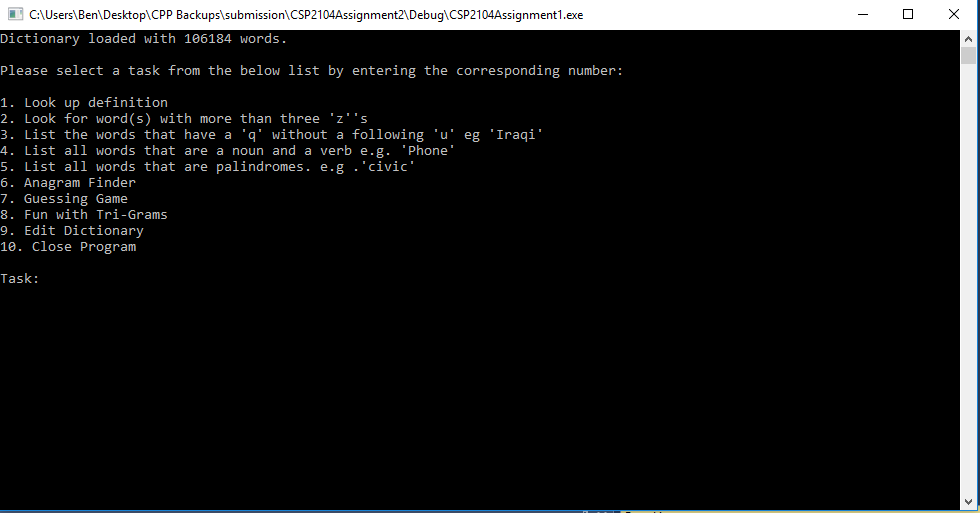 C:\Users\Ben\Desktop\CPP Backups\submission\CSP2104Assignment2\Debug\CSP2104Assignment1.exe
Dictionary loaded with 106184 words.
Please select a task from the below list by entering the corresponding number:
1. Look up definition
2. Look for word(s) with more than three 'z''s
3. List the words that have a 'q' without a following 'u' eg 'Iraqi'
4. List all words that are a noun and a verb e.g. 'Phone'
5. List all words that are palindromes. e.g .'civic'
6. Anagram Finder
7. Guessing Game
8. Fun with Tri-Grams
9. Edit Dictionary
10. Close Program
Task: